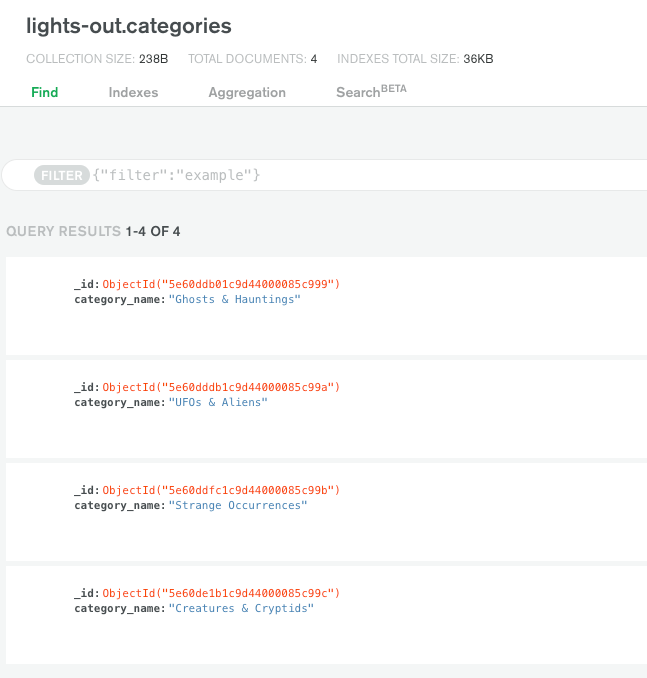 lights-out.categories
COLLECTION SIZE: 238B TOTAL DOCUMENTS: 4 INDEXES TOTAL SIZE: 36KB
Find Indexes Aggregation Search BETA
FILTER {"filter":"example"}
QUERY RESULTS 1-4 OF 4
_id: ObjectId("5e60ddb01c9d44000085c999")
category_name: "Ghosts & Hauntings"
_id: ObjectId("5e60dddb1c9d44000085c99a")
category_name: "UFOs & Aliens"
_id: ObjectId("5e60ddfc1c9d44000085c99b")
category_name: "Strange Occurrences"
_id: ObjectId("5e60de1b1c9d44000085c99c")
category_name: "Creatures & Cryptids"